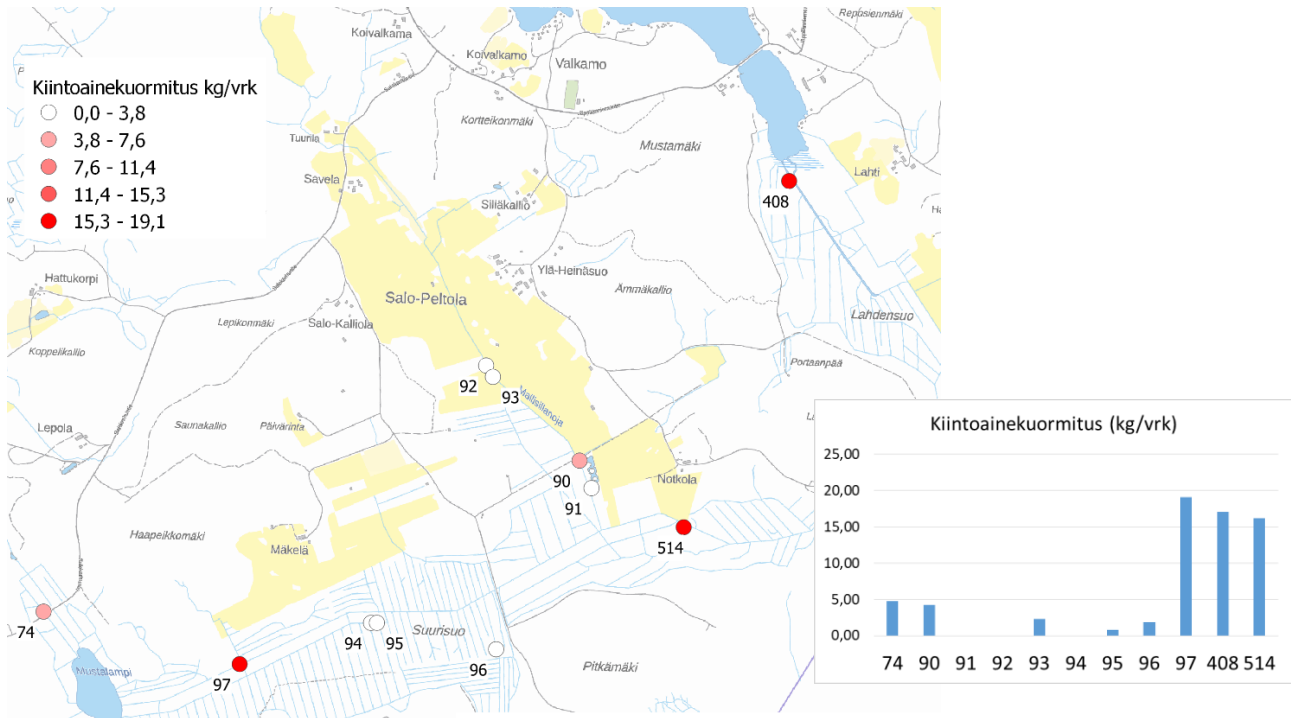 Koivalkama
Reposienmäki
Koivalkamo
Valkamo
Kiintoainekuormitus kg/vrk
0,0 - 3,8
3,8 - 7,6
7,6 - 11,4
11,4 - 15,3
15,3 - 19,1
Kortteikonmäki
Tuunla
Mustamäki
Savela
Lahti
Siliäkallio
408
Hattukorpi
Ylä-Heinäsuo
Ämmäkallio
Salo-Peltola
Lahdensuo
Lepikonmäki
Salo-Kalliola
Koppelikallio
Portaanpää
92
93
Mallisillanoja
Lepola
Saunakallio
Päivärinta
90
Notkola
91
Haapeikkomäki
Mäkelä
514
74
94
95
Suurisuo
96
Pitkämäki
Mustalampi
97
Kiintoainekuormitus (kg/vrk)
25,00
20,00
15,00
10,00
5,00
0,00
74 90 91 92 93 94 95 96 97 408 514